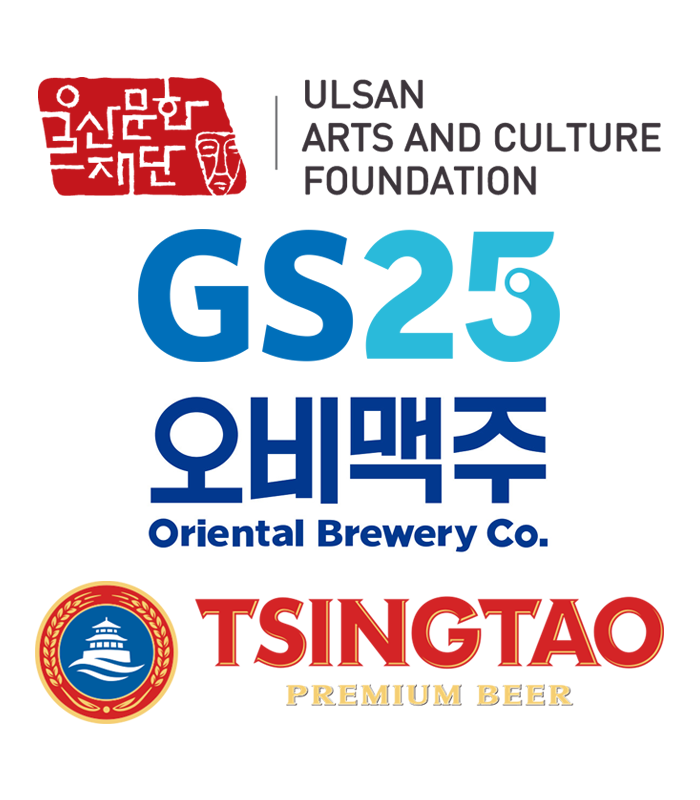 울산문화
재단
ULSAN
ARTS AND CULTURE
FOUNDATION
GS25
오비맥주
Oriental Brewery Co.
TSINGTAO
PREMIUM BEER